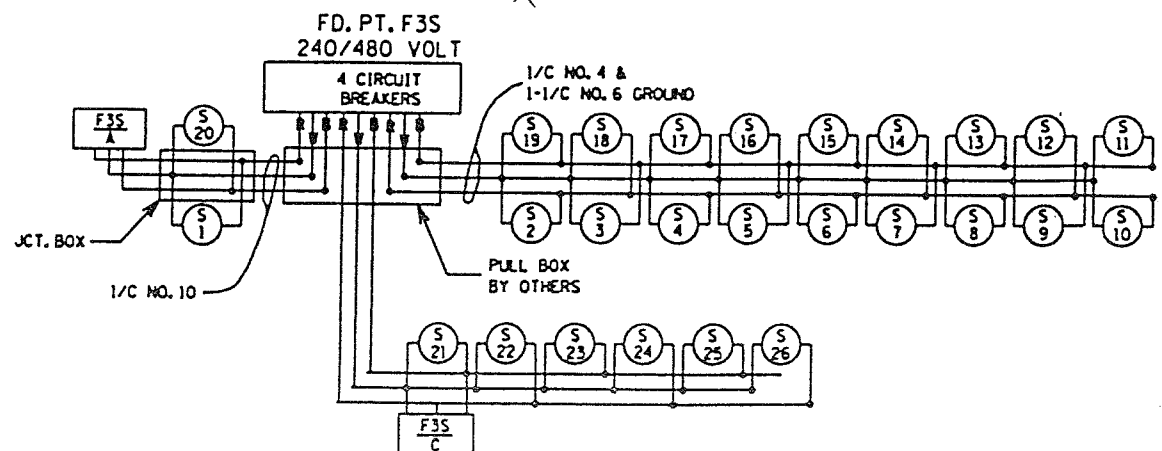 FD. PT. F3S
240/480 VOLT
4 CIRCUIT
BREAKERS
1/C NO. 4 &
1-1/C NO. 6 GROUND
F3S
A
S
20
S
19
S
18
S
17
S
16
S
15
S
14
S
13
S
12
S
11
S
1
S
2
S
3
S
4
S
5
S
6
S
7
S
8
S
9
S
10
JCT. BOX
1/C NO. 10
PULL BOX
BY OTHERS
S
21
S
22
S
23
S
24
S
25
S
26
F3S
C